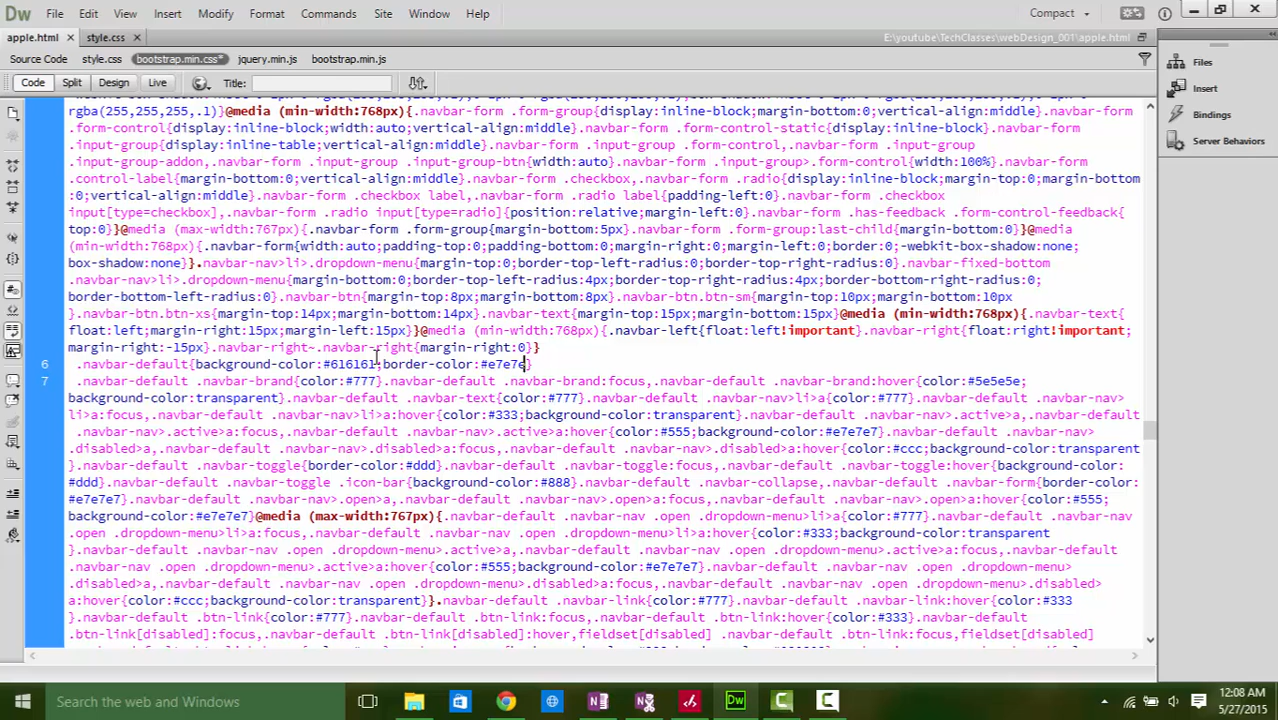 Dw File Edit View Insert Modify Format Commands Site Window Help Compact
apple.html style.css E:\youtube\TechClasses\webDesign_001\apple.html
Source Code style.css bootstrap.min.css* jquery.min.js bootstrap.min.js
Code Split Design Live Title:
Files
Insert
Bindings
Server Behaviors
rgba(255,255,255,.1)}@media (min-width:768px){.navbar-form .form-group{display:inline-block;margin-bottom:0;vertical-align:middle}.navbar-form
.form-control{display:inline-block;width:auto;vertical-align:middle}.navbar-form .form-control-static{display:inline-block}.navbar-form
.input-group{display:inline-table;vertical-align:middle}.navbar-form .input-group .form-control,.navbar-form .input-group
.input-group-addon,.navbar-form .input-group .input-group-btn{width:auto}.navbar-form .input-group>.form-control{width:100%}.navbar-form
.control-label{margin-bottom:0;vertical-align:middle}.navbar-form .checkbox,.navbar-form .radio{display:inline-block;margin-top:0;margin-bottom
:0;vertical-align:middle}.navbar-form .checkbox label,.navbar-form .radio label{padding-left:0}.navbar-form .checkbox
input[type=checkbox],.navbar-form .radio input[type=radio]{position:relative;margin-left:0}.navbar-form .has-feedback .form-control-feedback{
top:0}}@media (max-width:767px){.navbar-form .form-group{margin-bottom:5px}.navbar-form .form-group:last-child{margin-bottom:0}}@media
(min-width:768px){.navbar-form{width:auto;padding-top:0;padding-bottom:0;margin-right:0;margin-left:0;border:0;-webkit-box-shadow:none;
box-shadow:none}}.navbar-nav>li>.dropdown-menu{margin-top:0;border-top-left-radius:0;border-top-right-radius:0}.navbar-fixed-bottom
.navbar-nav>li>.dropdown-menu{margin-bottom:0;border-top-left-radius:4px;border-top-right-radius:4px;border-bottom-right-radius:0;
border-bottom-left-radius:0}.navbar-btn{margin-top:8px;margin-bottom:8px}.navbar-btn.btn-sm{margin-top:10px;margin-bottom:10px
}.navbar-btn.btn-xs{margin-top:14px;margin-bottom:14px}.navbar-text{margin-top:15px;margin-bottom:15px}@media (min-width:768px){.navbar-text{
float:left;margin-right:15px;margin-left:15px}}@media (min-width:768px){.navbar-left{float:left!important}.navbar-right{float:right!important;
margin-right:-15px}.navbar-right~.navbar-right{margin-right:0}}
6 .navbar-default{background-color:#616161;border-color:#e7e7e}
7 .navbar-default .navbar-brand{color:#777}.navbar-default .navbar-brand:focus,.navbar-default .navbar-brand:hover{color:#5e5e5e;
background-color:transparent}.navbar-default .navbar-text{color:#777}.navbar-default .navbar-nav>li>a{color:#777}.navbar-default .navbar-nav>
li>a:focus,.navbar-default .navbar-nav>li>a:hover{color:#333;background-color:transparent}.navbar-default .navbar-nav>.active>a,.navbar-default
.navbar-nav>.active>a:focus,.navbar-default .navbar-nav>.active>a:hover{color:#555;background-color:#e7e7e7}.navbar-default .navbar-nav>
.disabled>a,.navbar-default .navbar-nav>.disabled>a:focus,.navbar-default .navbar-nav>.disabled>a:hover{color:#ccc;background-color:transparent
}.navbar-default .navbar-toggle{border-color:#ddd}.navbar-default .navbar-toggle:focus,.navbar-default .navbar-toggle:hover{background-color:
#ddd}.navbar-default .navbar-toggle .icon-bar{background-color:#888}.navbar-default .navbar-collapse,.navbar-default .navbar-form{border-color:
#e7e7e7}.navbar-default .navbar-nav>.open>a,.navbar-default .navbar-nav>.open>a:focus,.navbar-default .navbar-nav>.open>a:hover{color:#555;
background-color:#e7e7e7}@media (max-width:767px){.navbar-default .navbar-nav .open .dropdown-menu>li>a{color:#777}.navbar-default .navbar-nav
.open .dropdown-menu>li>a:focus,.navbar-default .navbar-nav .open .dropdown-menu>li>a:hover{color:#333;background-color:transparent
}.navbar-default .navbar-nav .open .dropdown-menu>.active>a,.navbar-default .navbar-nav .open .dropdown-menu>.active>a:focus,.navbar-default
.navbar-nav .open .dropdown-menu>.active>a:hover{color:#555;background-color:#e7e7e7}.navbar-default .navbar-nav .open .dropdown-menu>
.disabled>a,.navbar-default .navbar-nav .open .dropdown-menu>.disabled>a:focus,.navbar-default .navbar-nav .open .dropdown-menu>.disabled>
a:hover{color:#ccc;background-color:transparent}}.navbar-default .navbar-link{color:#777}.navbar-default .navbar-link:hover{color:#333
}.navbar-default .btn-link{color:#777}.navbar-default .btn-link:focus,.navbar-default .btn-link:hover{color:#333}.navbar-default
.btn-link[disabled]:focus,.navbar-default .btn-link[disabled]:hover,fieldset[disabled] .navbar-default .btn-link:focus,fieldset[disabled]
Search the web and Windows
12:08 AM
5/27/2015